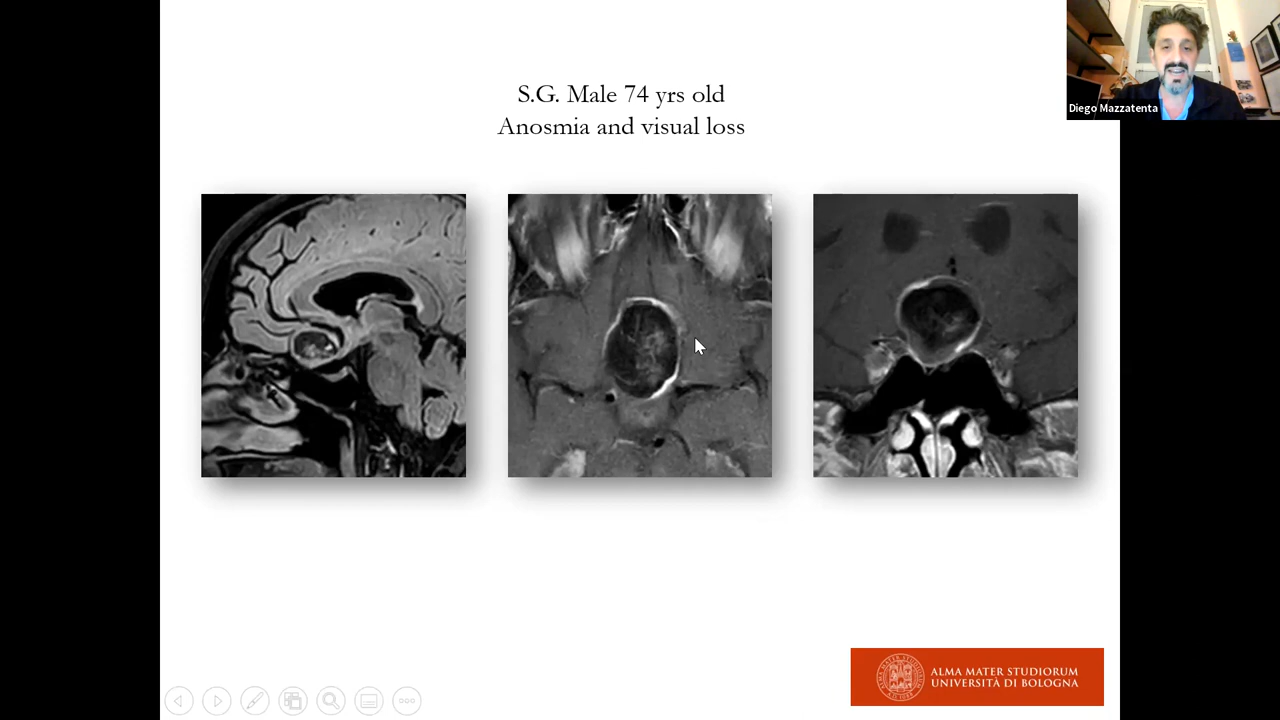 S.G. Male 74 yrs old
Anosmia and visual loss
Diego Mazzatenta
ALMA MATER STUDIORUM
UNIVERSITÀ DI BOLOGNA